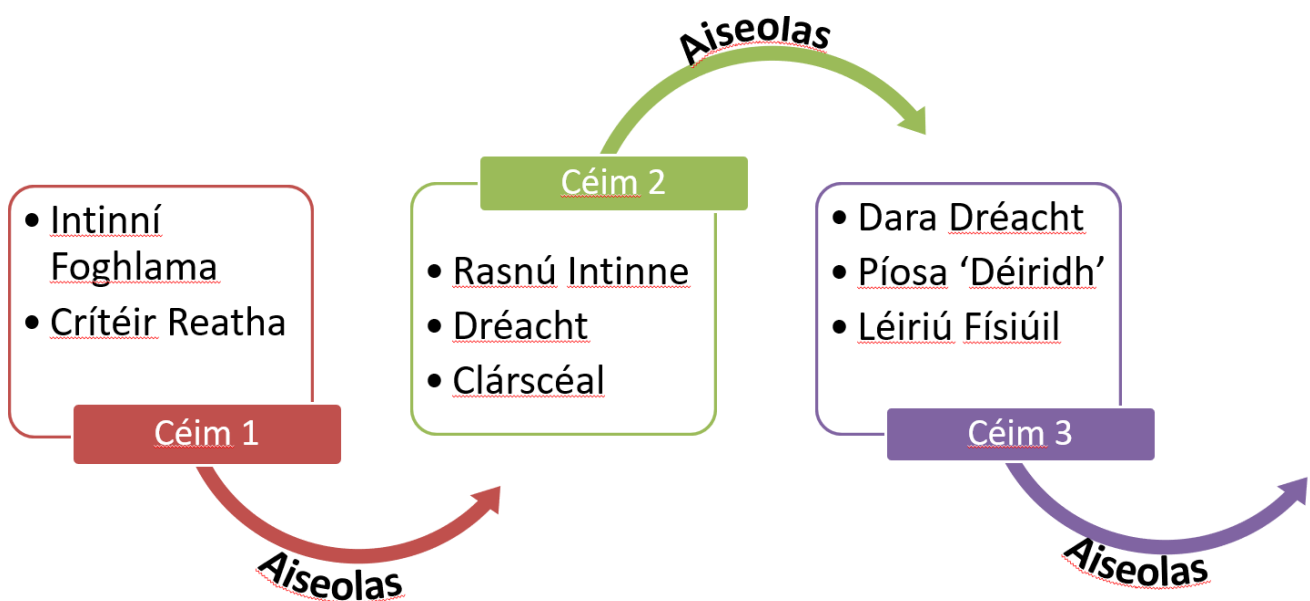 • Intinní
Foghlama
• Critéir Reatha
Céim 1
Aiseolas
Céim 2
• Rasnú Intinne
• Dréacht
• Clárscéal
Aiseolas
• Dara Dréacht
• Píosa ‘Déiridh’
• Léiriú Físiúil
Céim 3
Aiseolas